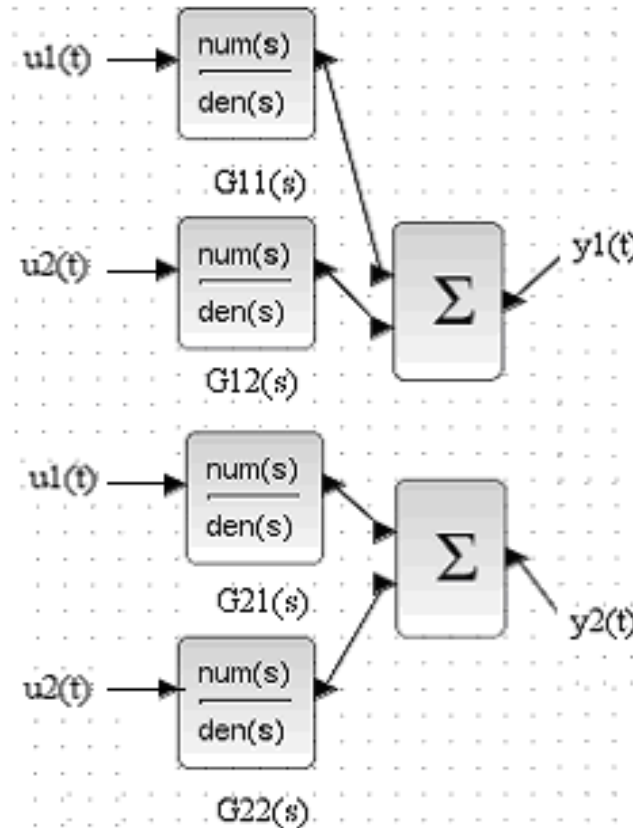 u1(t)
num(s)
den(s)
G11(s)
u2(t)
num(s)
den(s)
G12(s)
Σ
y1(t)
u1(t)
num(s)
den(s)
G21(s)
u2(t)
num(s)
den(s)
G22(s)
Σ
y2(t)